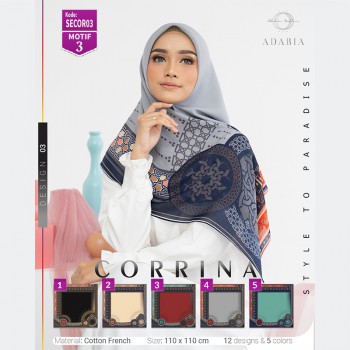 Kode:
SECOR03
MOTIF
3
ADABIA
DESIGN 03
STYLE TO PARADISE
CORRINA
1 2 3 4 5
Material: Cotton French Size: 110 x 110 cm 12 designs & 5 colors